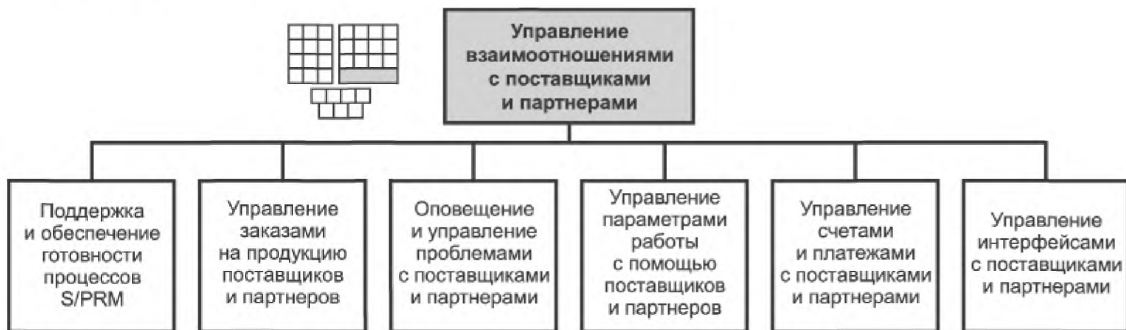 Управление
взаимоотношениями
с поставщиками
и партнерами
Поддержка
и обеспечение
готовности
процессов
S/PRM
Управление
заказами
на продукцию
поставщиков
и партнеров
Оповещение
и управление
проблемами
с поставщиками
и партнерами
Управление
параметрами
работы
с помощью
поставщиков
и партнеров
Управление
счетами
и платежами
с поставщиками
и партнерами
Управление
интерфейсами
с поставщиками
и партнерами